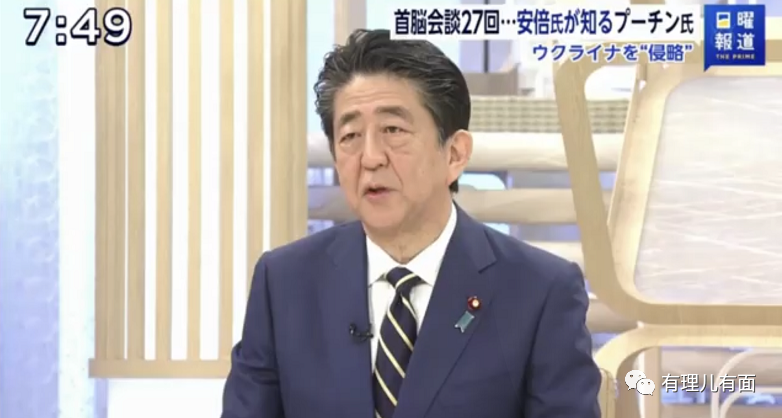 7:49
首脳会談27回…安倍氏が知るプーチン氏
ウクライナを“侵略”
日曜
報道
THE PRIME
有理儿有面